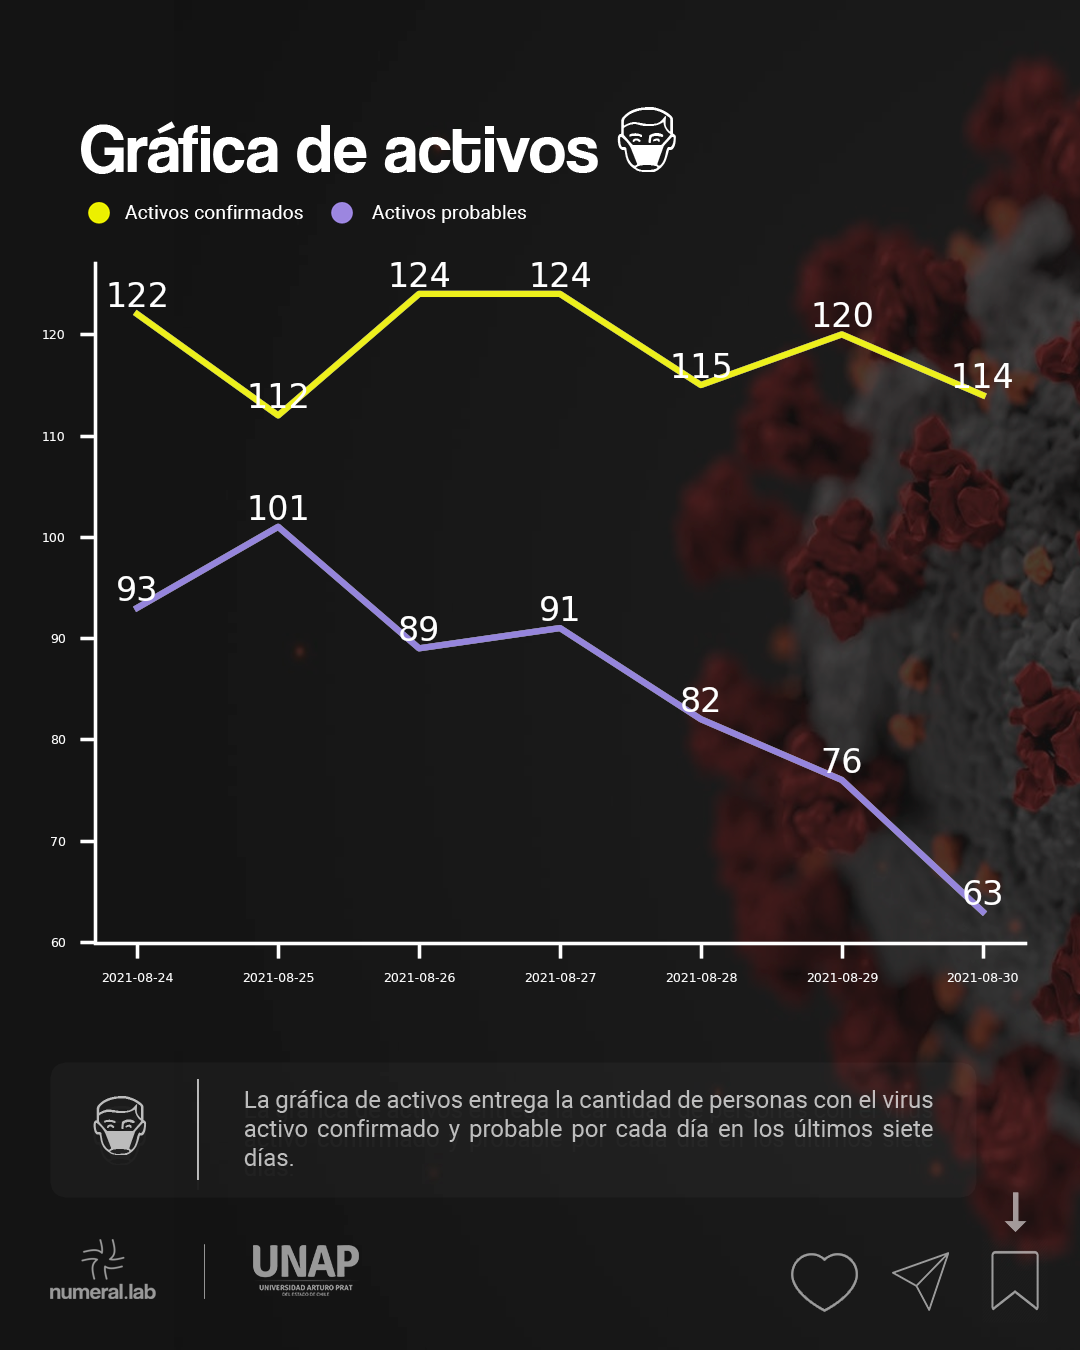 Gráfica de activos
Activos confirmados Activos probables
122
112
124
124
115
120
114
101
93
89
91
82
76
63
120
110
100
90
80
70
60
2021-08-24 2021-08-25 2021-08-26 2021-08-27 2021-08-28 2021-08-29 2021-08-30
La gráfica de activos entrega la cantidad de personas con el virus
activo confirmado y probable por cada día en los últimos siete
días.
numeral.lab
UNAP
UNIVERSIDAD ARTURO PRAT
DEL ESTADO DE CHILE